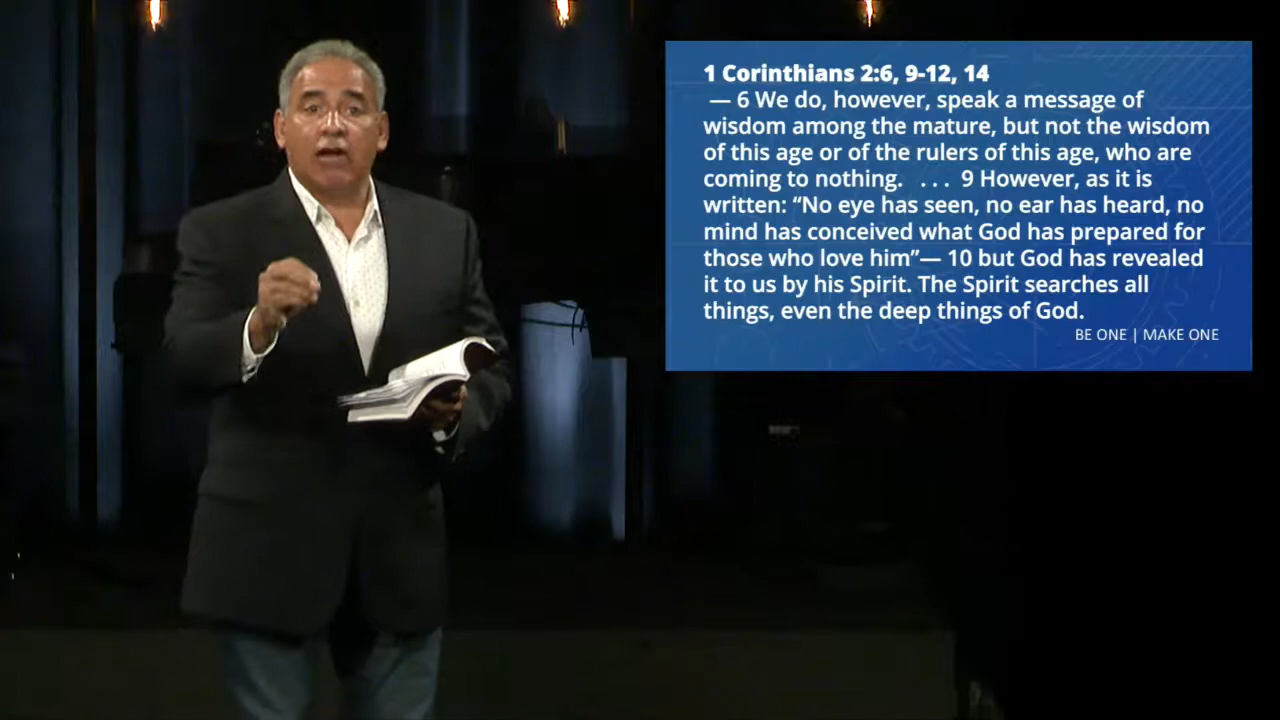 1 Corinthians 2:6, 9-12, 14
— 6 We do, however, speak a message of
wisdom among the mature, but not the wisdom
of this age or of the rulers of this age, who are
coming to nothing.   . . .  9 However, as it is
written: “No eye has seen, no ear has heard, no
mind has conceived what God has prepared for
those who love him”— 10 but God has revealed
it to us by his Spirit. The Spirit searches all
things, even the deep things of God.
BE ONE | MAKE ONE